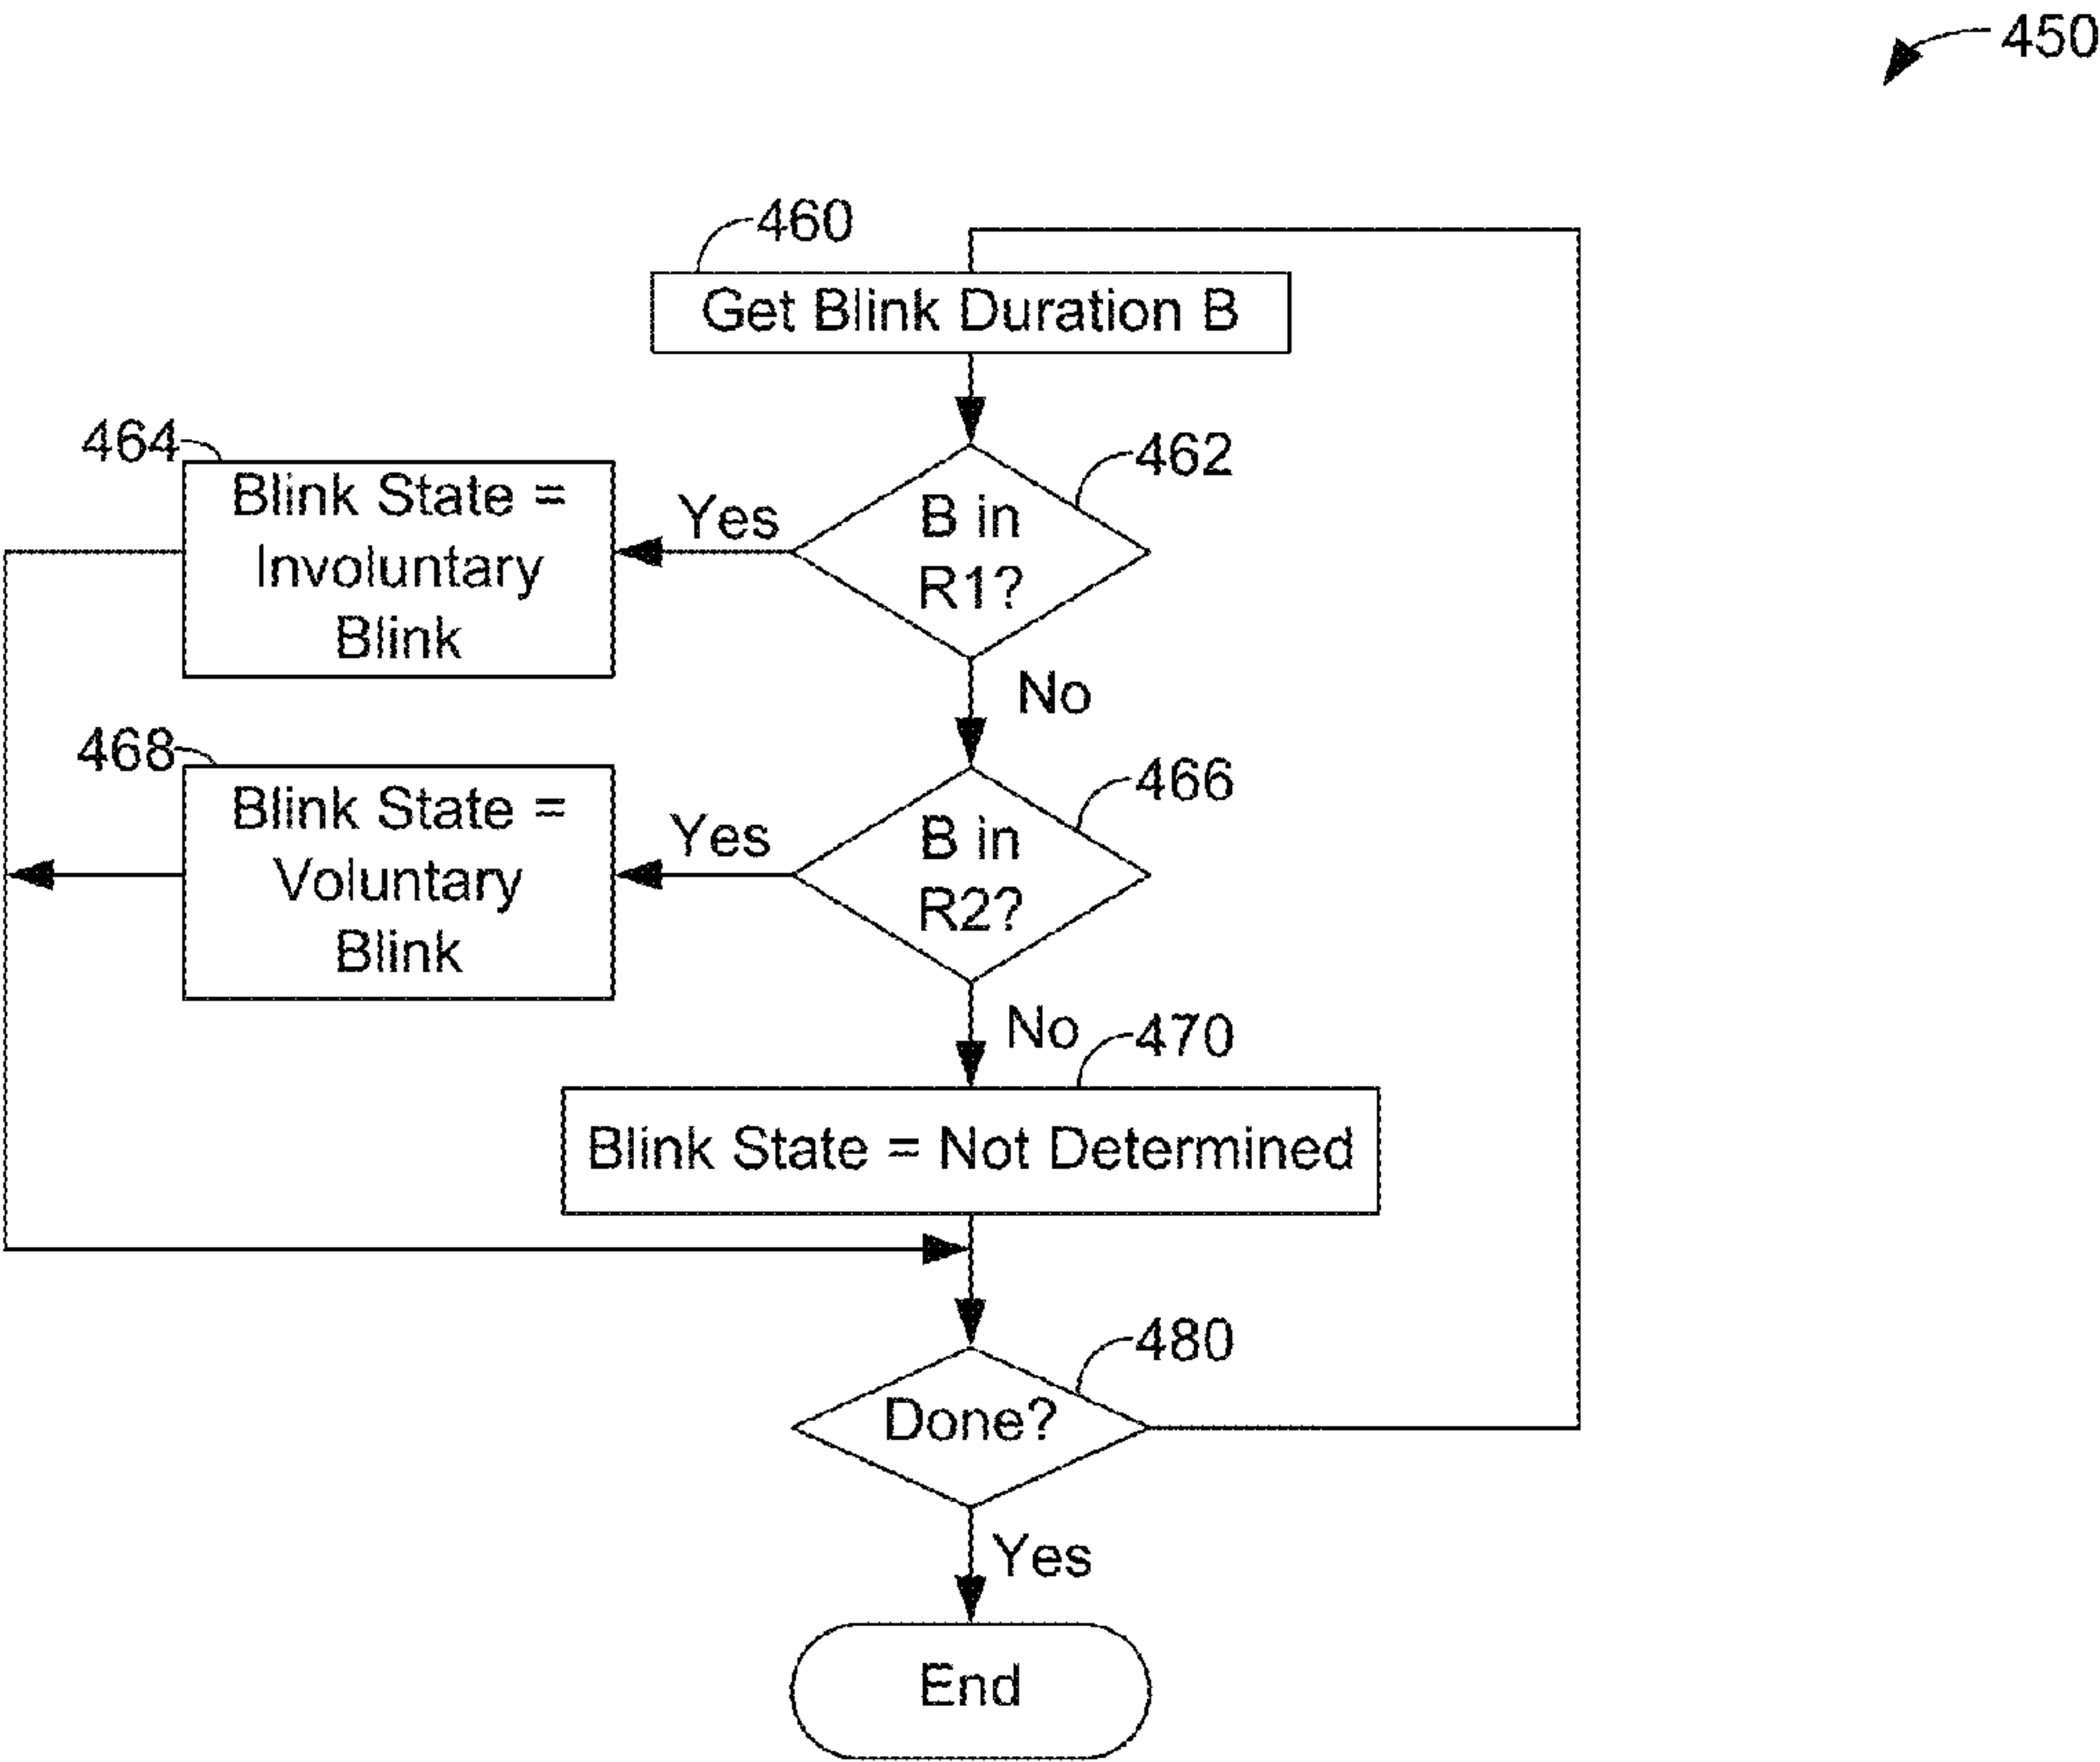 450
460
Get Blink Duration B
464
462
Blink State =
Involuntary
Blink
Yes
B in
R1?
No
468
466
Blink State =
Voluntary
Blink
Yes
B in
R2?
No
470
Blink State = Not Determined
480
Done?
Yes
End